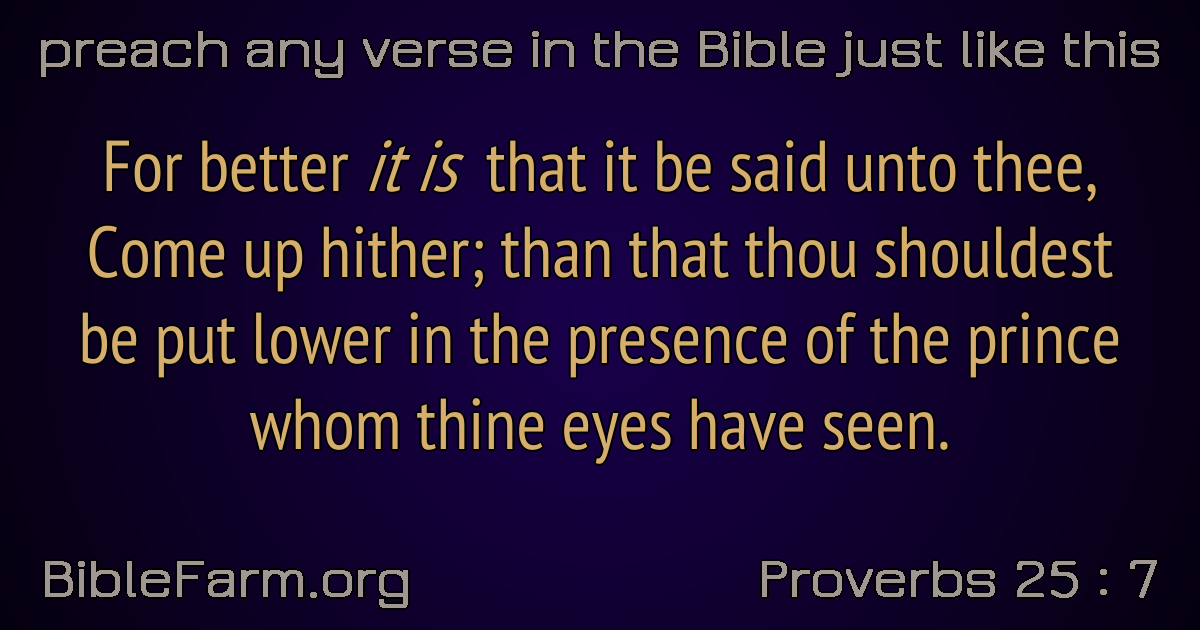 preach any verse in the Bible just like this
For better it is that it be said unto thee,
Come up hither; than that thou shouldest
be put lower in the presence of the prince
whom thine eyes have seen.
BibleFarm.org
Proverbs 25 : 7